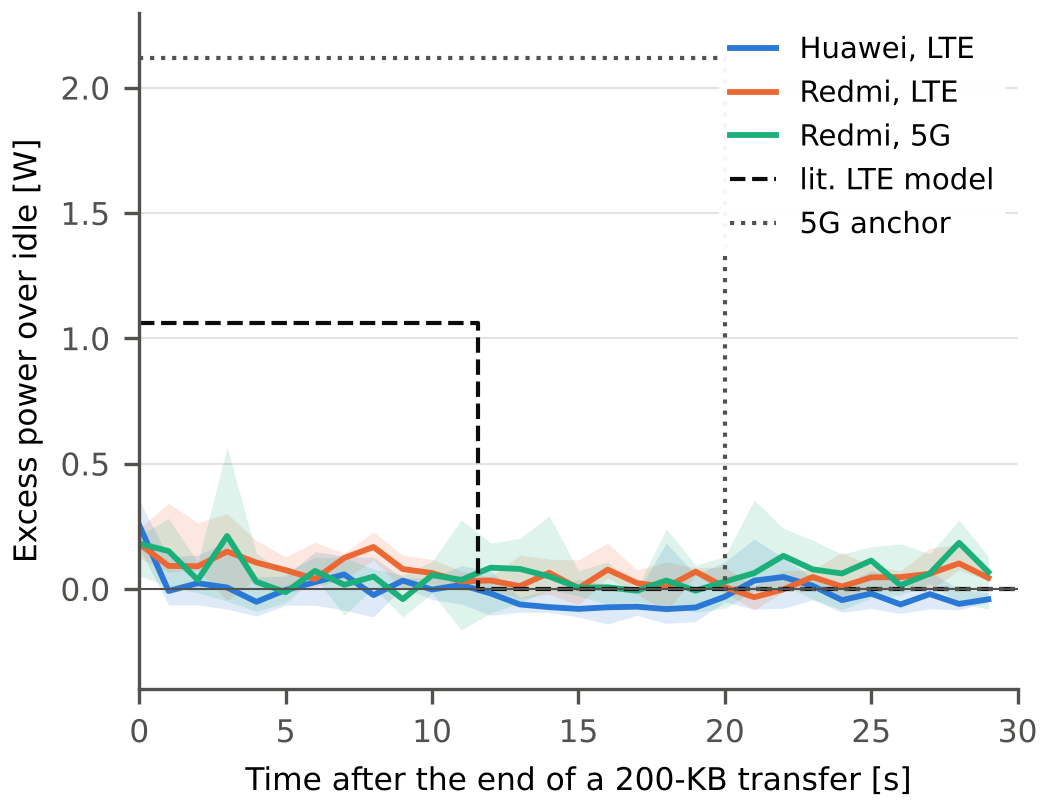 Excess power over idle [W]
2.0
1.5
1.0
0.5
0.0
Huawei, LTE
Redmi, LTE
Redmi, 5G
lit. LTE model
5G anchor
0 5 10 15 20 25 30
Time after the end of a 200-KB transfer [s]